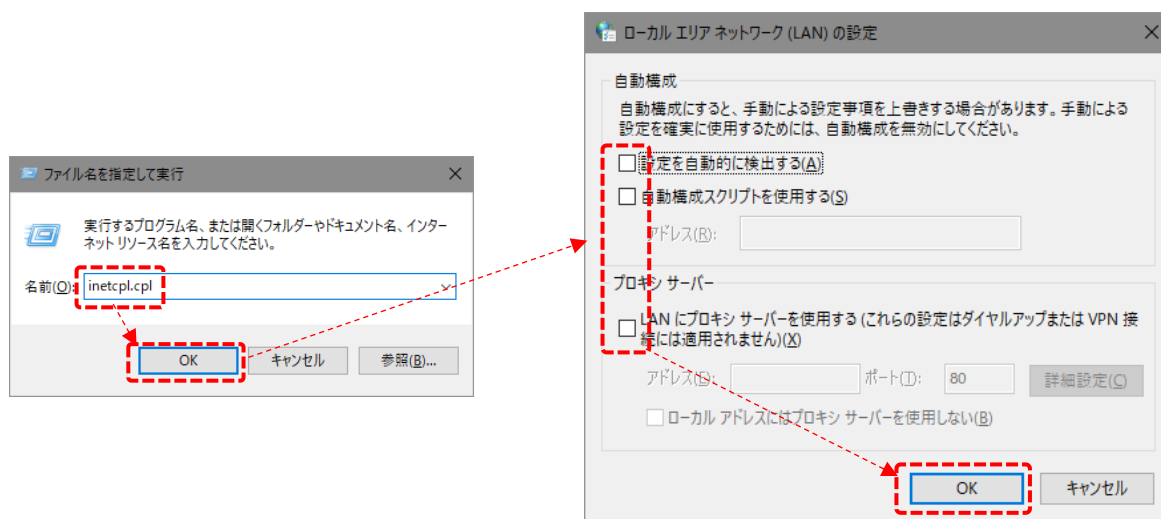 ファイル名を指定して実行
実行するプログラム名、または開くフォルダーやドキュメント名、インター
ネット リソース名を入力してください。
名前(O):
inetcpl.cpl
OK
キャンセル
参照(B)...
ローカル エリア ネットワーク (LAN) の設定
自動構成
自動構成にすると、手動による設定事項を上書きする場合があります。手動による
設定を確実に使用するためには、自動構成を無効にしてください。
設定を自動的に検出する(A)
自動構成スクリプトを使用する(S)
アドレス(R):
プロキシ サーバー
LAN にプロキシ サーバーを使用する (これらの設定はダイヤルアップまたは VPN 接
続には適用されません)(X)
アドレス(E): ポート(T): 80 詳細設定(C)
ローカル アドレスにはプロキシ サーバーを使用しない(B)
OK
キャンセル